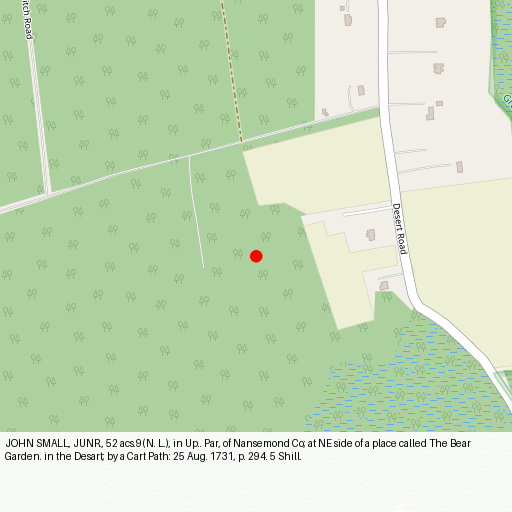 itch Road
Gr
Desert Road
JOHN SMALL, JUNR, 52 acs.9 (N. L.), in Up. Par, of Nansemond Co; at NE side of a place called The Bear
Garden. in the Desart; by a Cart Path: 25 Aug. 1731, p. 294. 5 Shill.